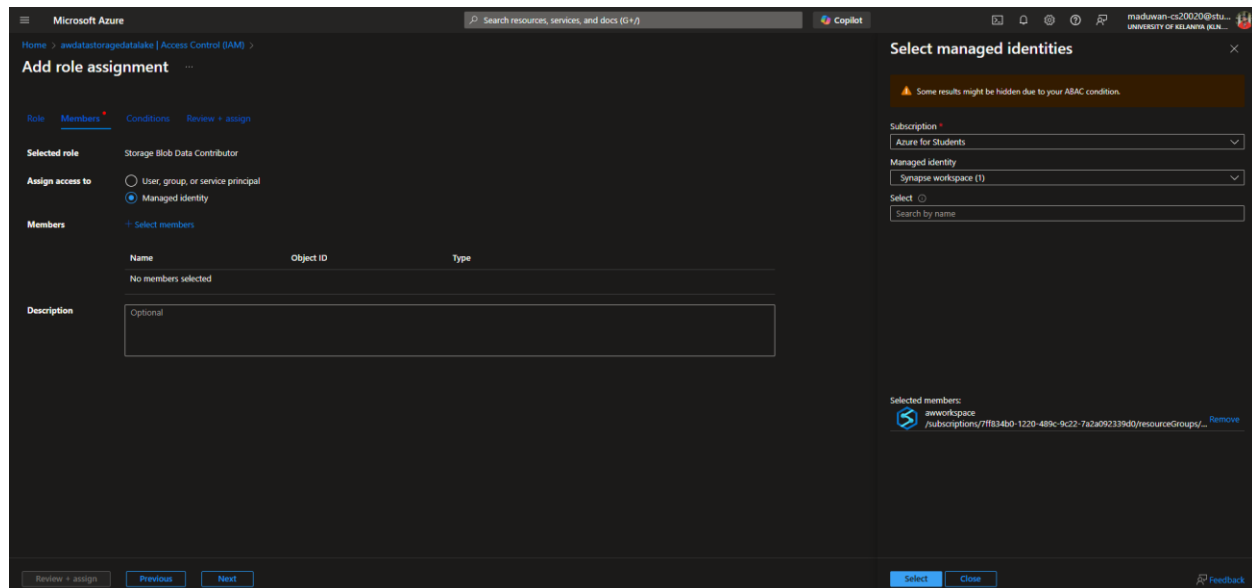 Microsoft Azure
Search resources, services, and docs (G+/)
Copilot
maduwan-cs20020@stu...
UNIVERSITY OF KELANIYA (KLN....
Home > awdatastoragedatalake | Access Control (IAM) >
Add role assignment ...
Role Members * Conditions Review + assign
Selected role Storage Blob Data Contributor
Assign access to User, group, or service principal
Managed identity
Members + Select members
Name Object ID Type
No members selected
Description Optional
Review + assign Previous Next
Select managed identities
Some results might be hidden due to your ABAC condition.
Subscription *
Azure for Students
Managed identity
Synapse workspace (1)
Select
Search by name
Selected members:
awworkspace
/subscriptions/7ff834b0-1220-489c-9c22-7a2a092339d0/resourceGroups/... Remove
Select Close Feedback